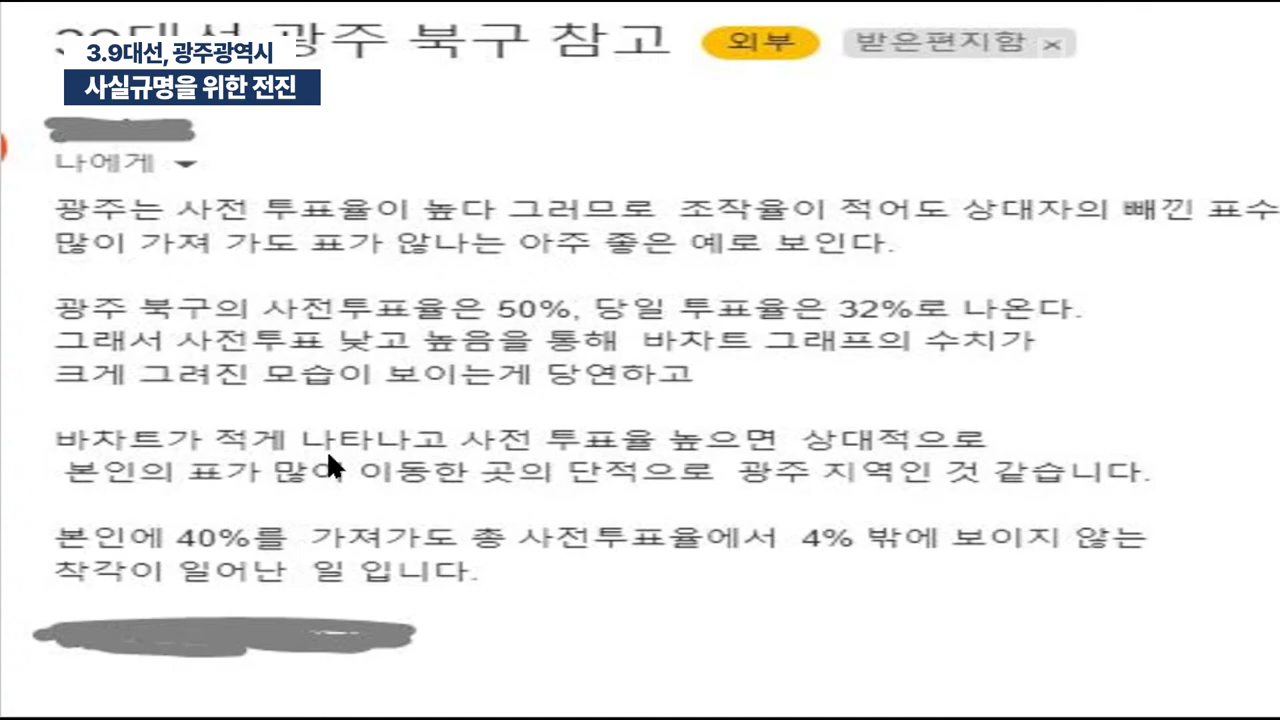 대선 광주 북구 참고 외부 받은편지함 ×
3.9대선, 광주광역시
사실규명을 위한 전진
나에게
광주는 사전 투표율이 높다 그러므로 조작율이 적어도 상대자의 빼낀 표수
많이 가져 가도 표가 않나는 아주 좋은 예로 보인다.
광주 북구의 사전투표율은 50%, 당일 투표율은 32%로 나온다.
그래서 사전투표 낮고 높음을 통해 바차트 그래프의 수치가
크게 그려진 모습이 보이는게 당연하고
바차트가 적게 나타나고 사전 투표율 높으면 상대적으로
본인의 표가 많이 이동한 곳의 단적으로 광주 지역인 것 같습니다.
본인에 40%를 가져가도 총 사전투표율에서 4% 밖에 보이지 않는
착각이 일어난 일 입니다.